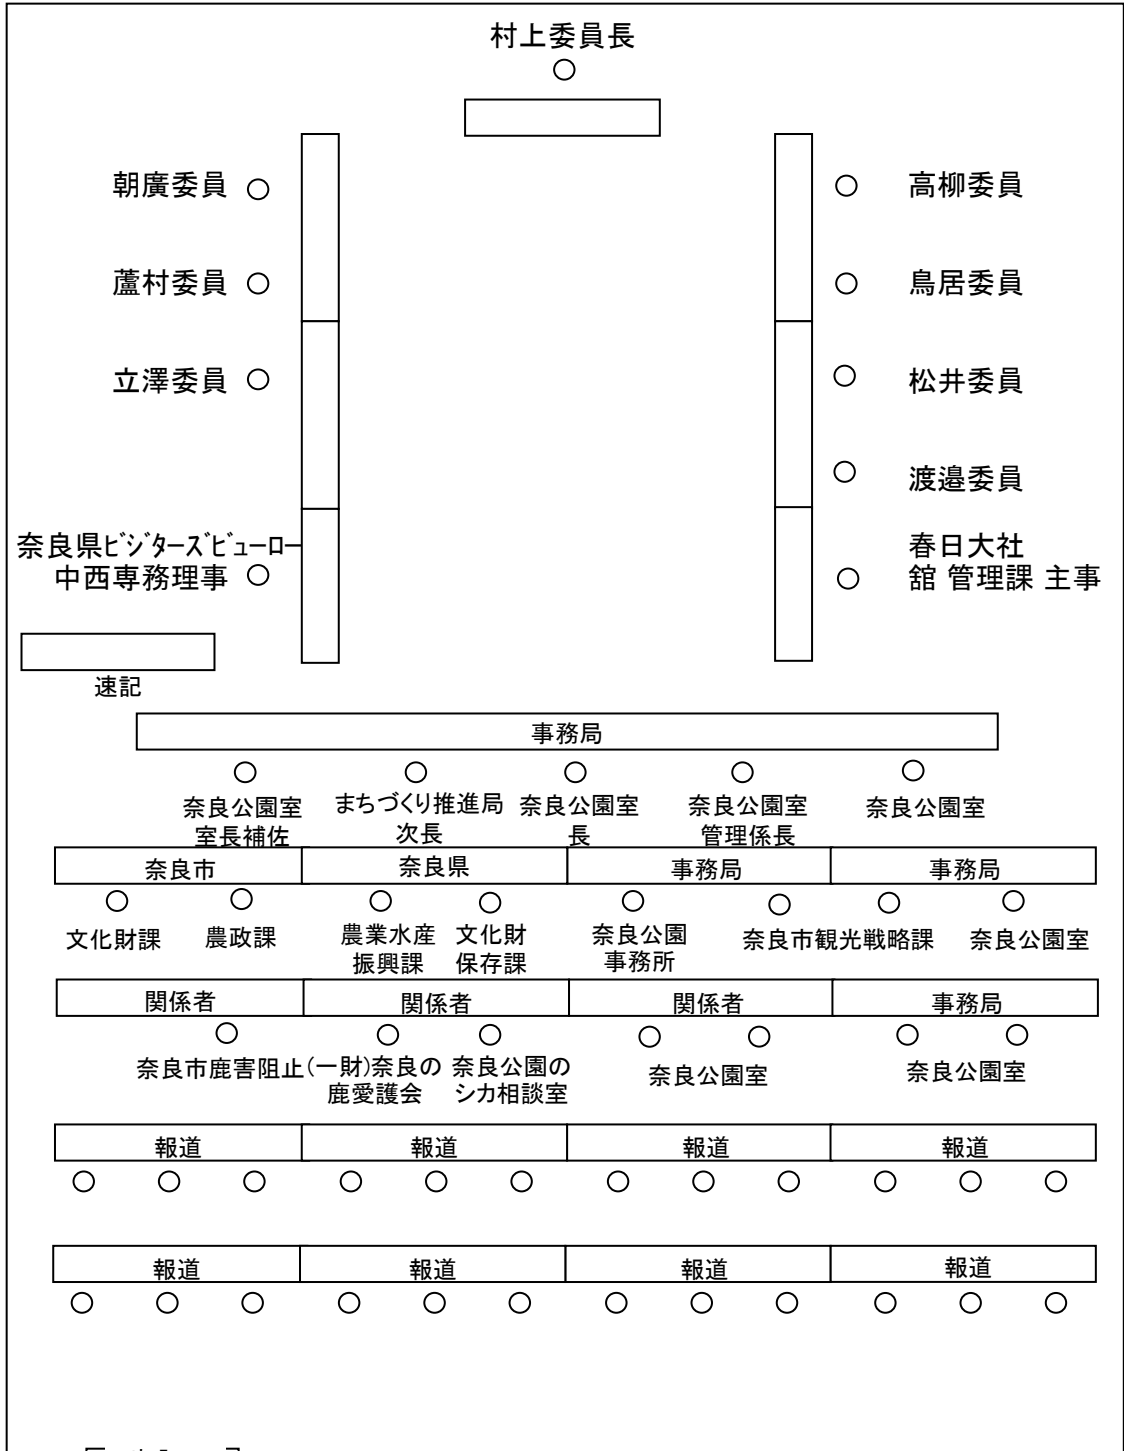 村上委員長
朝廣委員
高柳委員
蘆村委員
鳥居委員
立澤委員
松井委員
渡邉委員
奈良県ﾋﾞｼﾞﾀｰｽﾞﾋﾞｭｰﾛｰ
中西専務理事
春日大社
舘 管理課 主事
速記
事務局
奈良公園室
室長補佐
まちづくり推進局
次長
奈良公園室
長
奈良公園室
管理係長
奈良公園室
奈良市
奈良県
事務局
事務局
文化財課
農政課
農業水産
振興課
文化財
保存課
奈良公園
事務所
奈良市観光戦略課
奈良公園室
関係者
関係者
関係者
事務局
奈良市鹿害阻止
(一財)奈良の
鹿愛護会
奈良公園の
シカ相談室
奈良公園室
奈良公園室
報道
報道
報道
報道
報道
報道
報道
報道